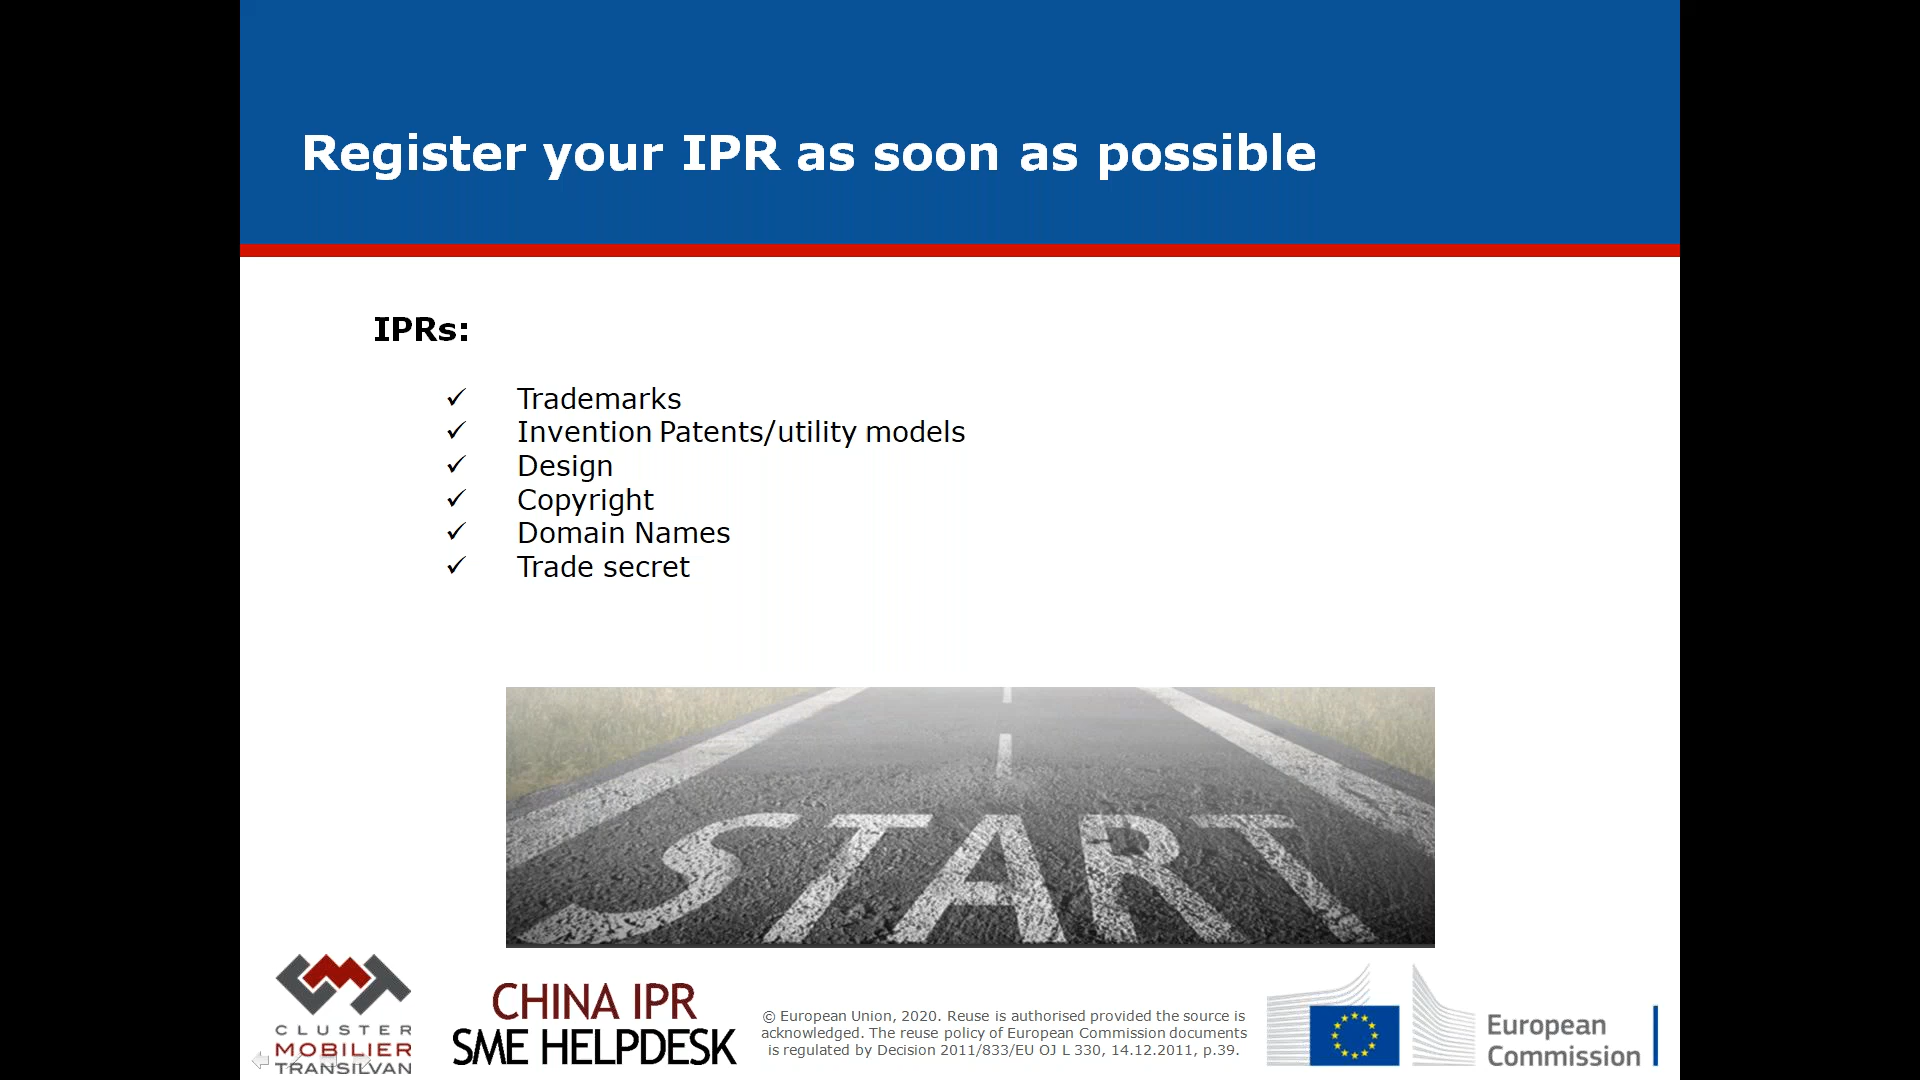 Register your IPR as soon as possible
IPRs:
✓ Trademarks
✓ Invention Patents/utility models
✓ Design
✓ Copyright
✓ Domain Names
✓ Trade secret
START
CLUSTER
MOBILIER
TRANSILVAN
CHINA IPR
SME HELPDESK
© European Union, 2020. Reuse is authorised provided the source is
acknowledged. The reuse policy of European Commission documents
is regulated by Decision 2011/833/EU OJ L 330, 14.12.2011, p.39.
European
Commission